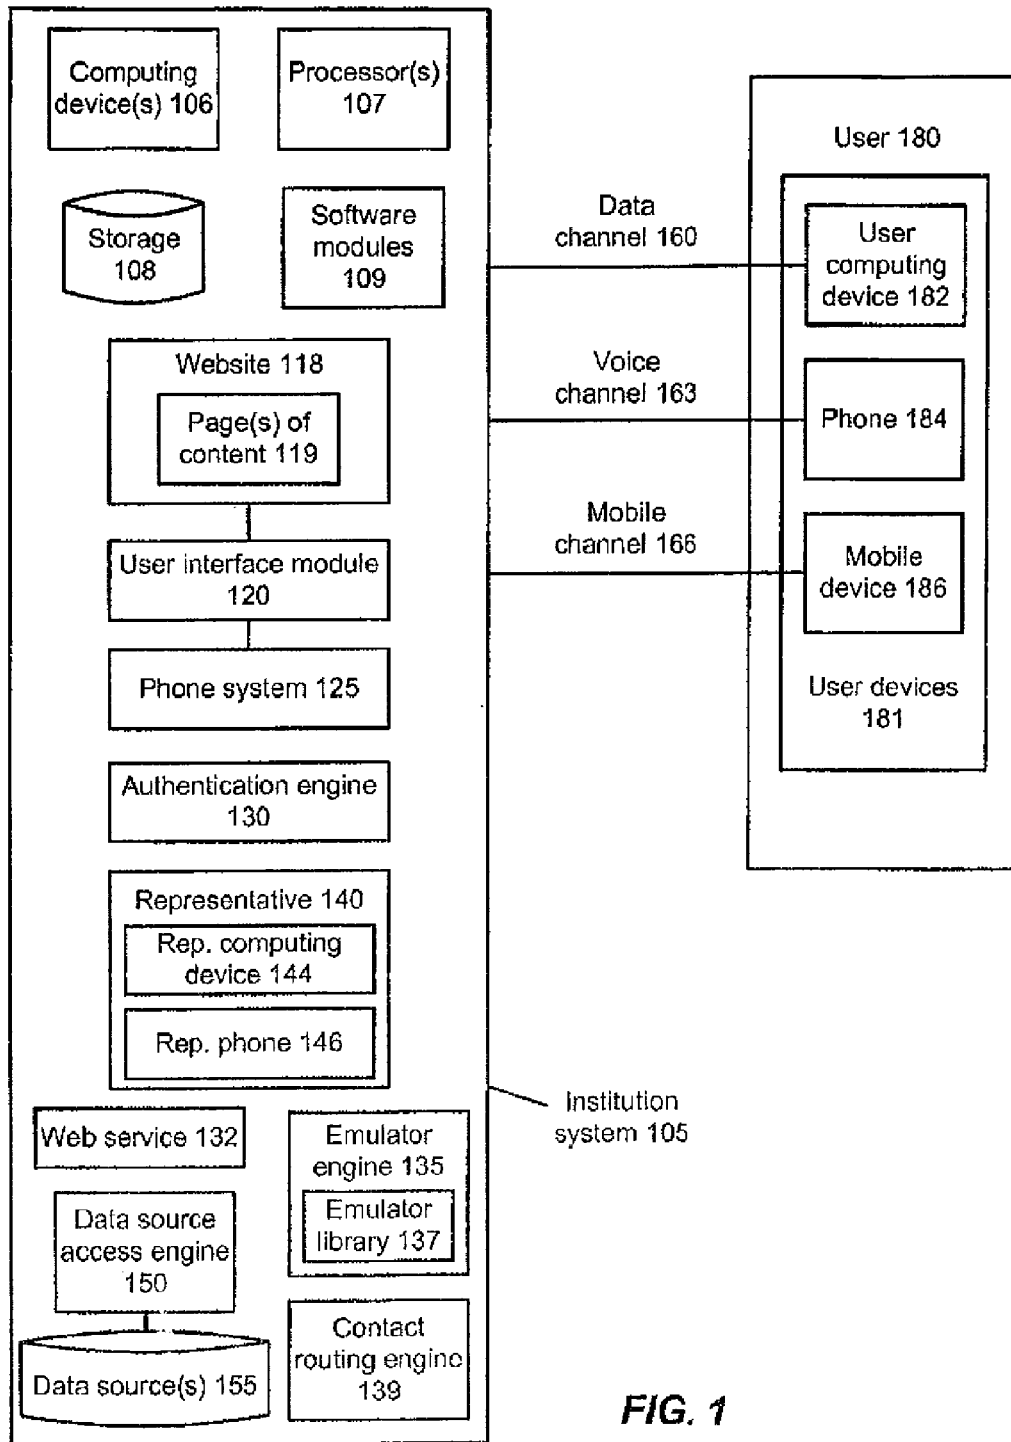 Computing
device(s) 106
Processor(s)
107
Storage
108
Software
modules
109
Website 118
Page(s) of
content 119
User interface module
120
Phone system 125
Authentication engine
130
Representative 140
Rep. computing
device 144
Rep. phone 146
Web service 132
Emulator
engine 135
Emulator
library 137
Data source
access engine
150
Data source(s) 155
Contact
routing engine
139
Data
channel 160
Voice
channel 163
Mobile
channel 166
User 180
User
computing
device 182
Phone 184
Mobile
device 186
User devices
181
Institution
system 105
FIG. 1